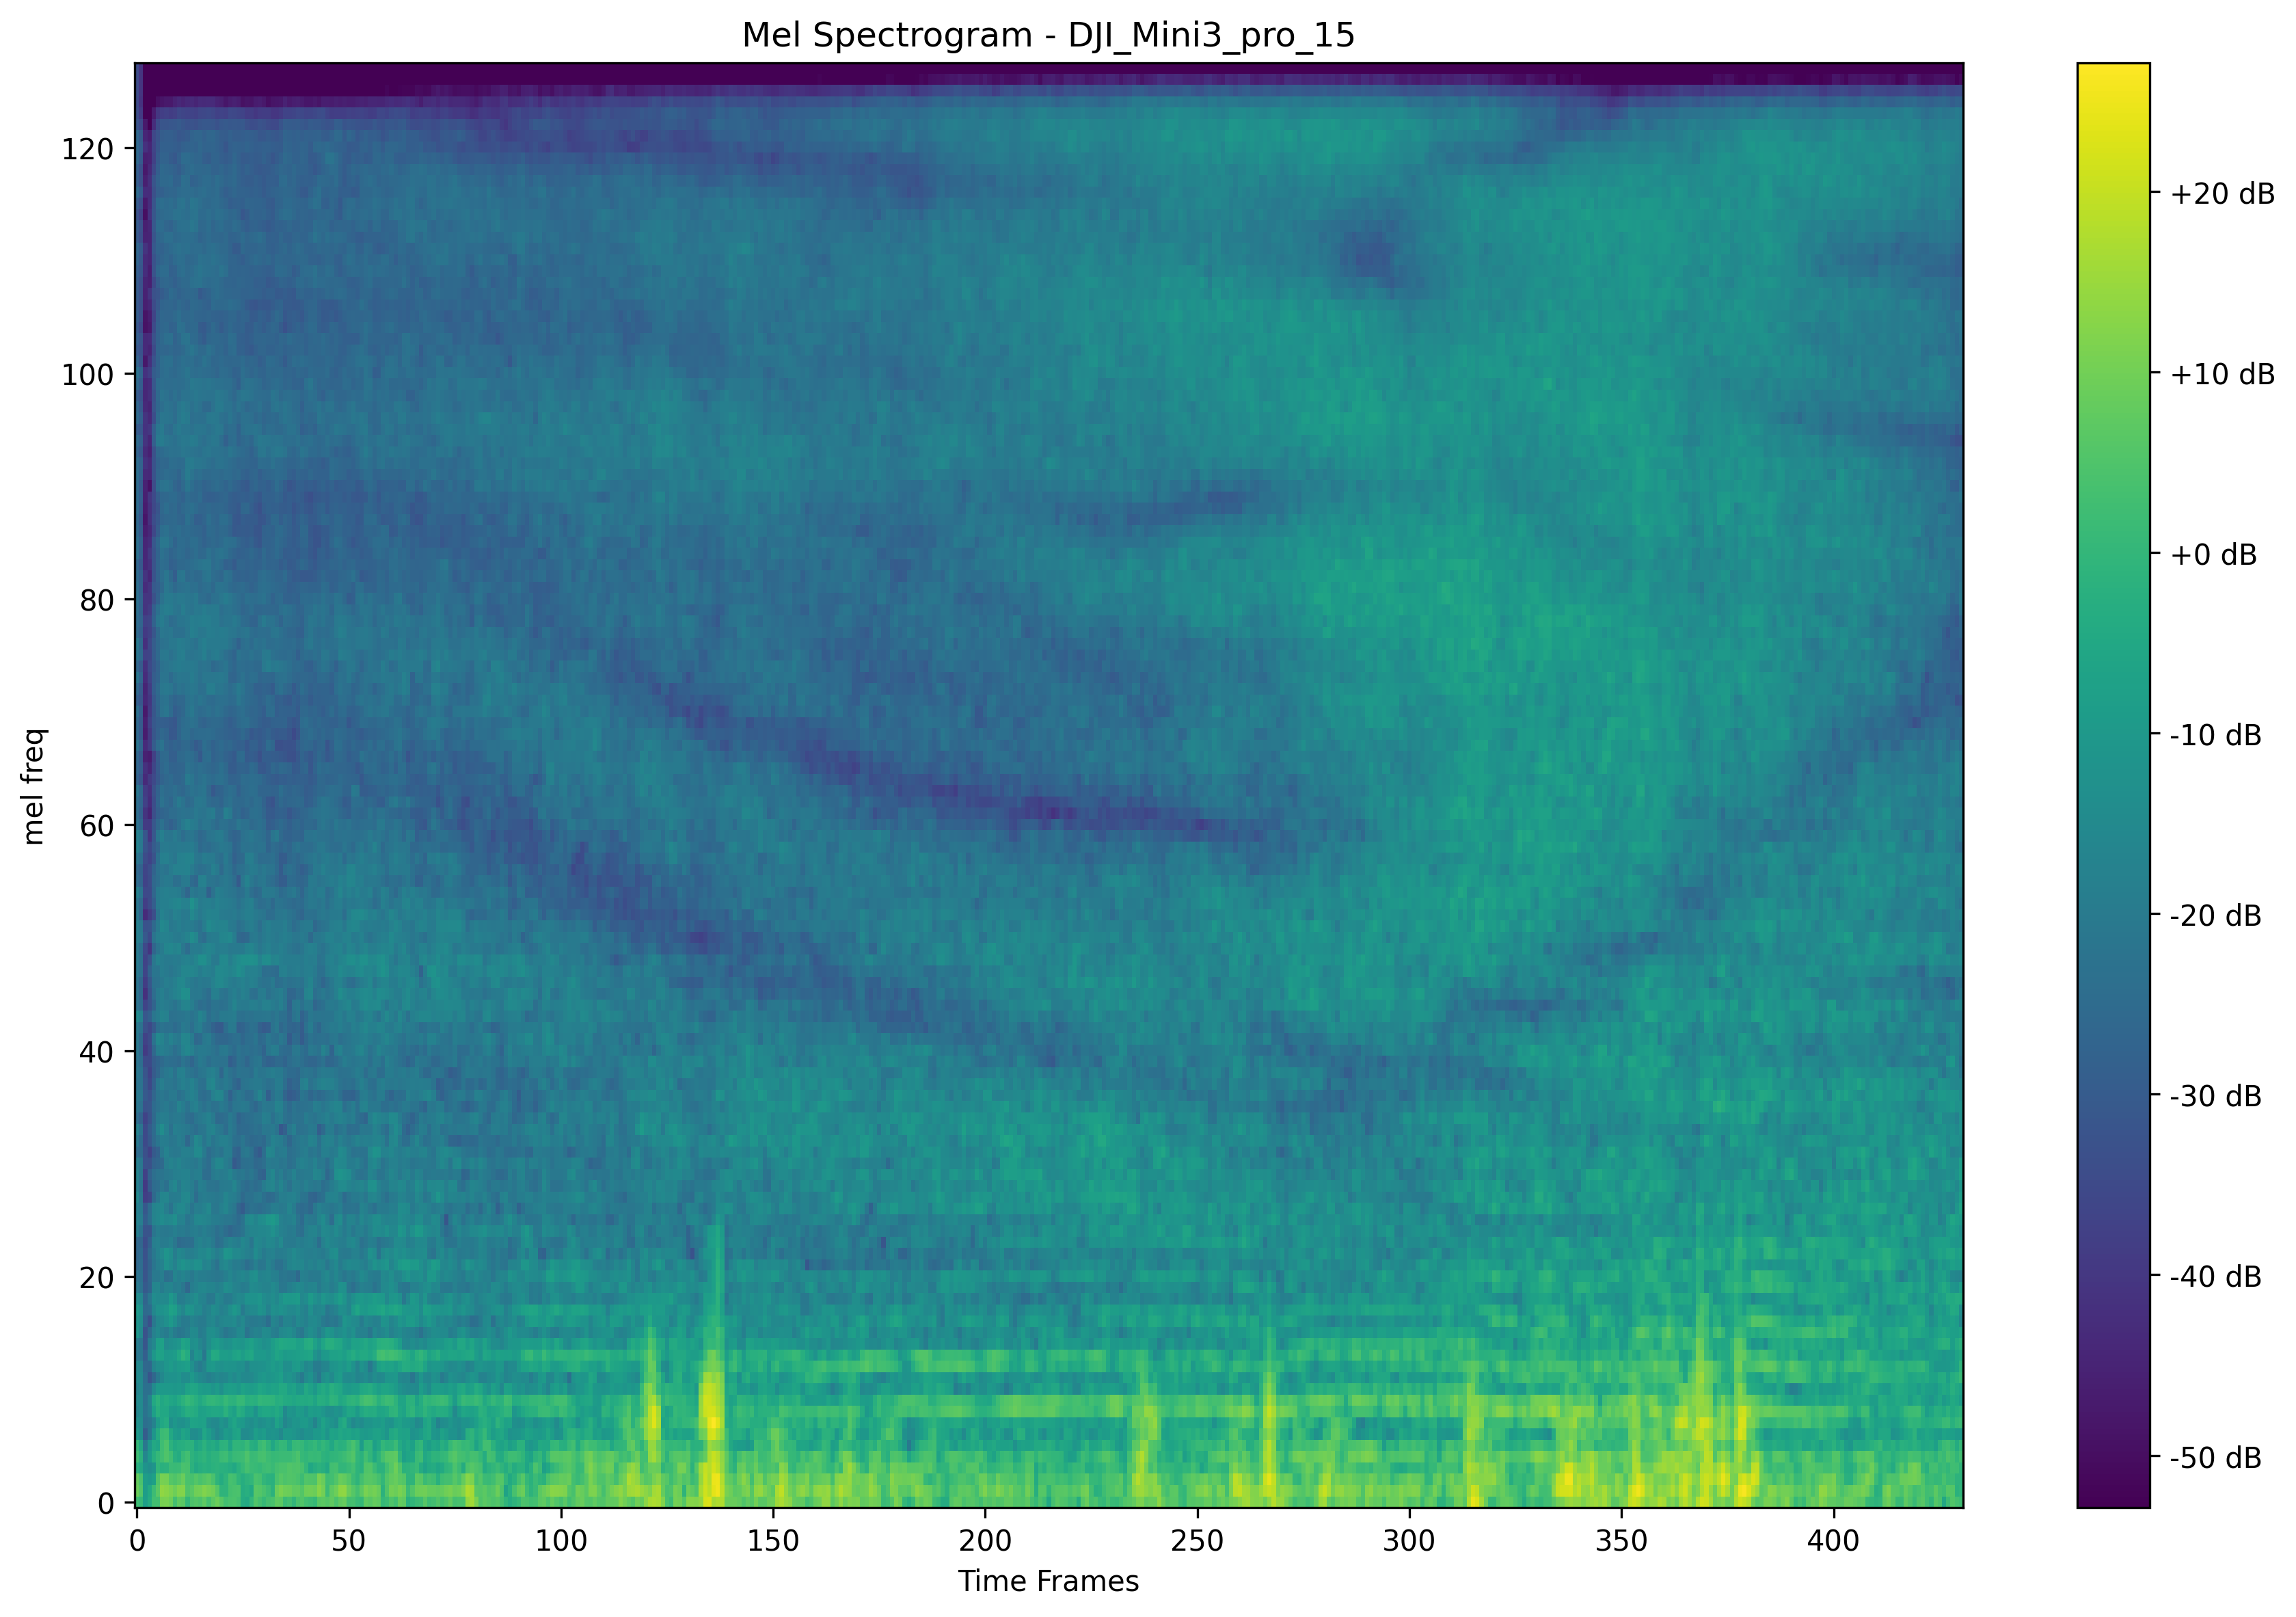 Mel Spectrogram - DJI_Mini3_pro_15
mel freq
120
100
80
60
40
20
0
0 50 100 150 200 250 300 350 400
Time Frames
+20 dB
+10 dB
+0 dB
-10 dB
-20 dB
-30 dB
-40 dB
-50 dB